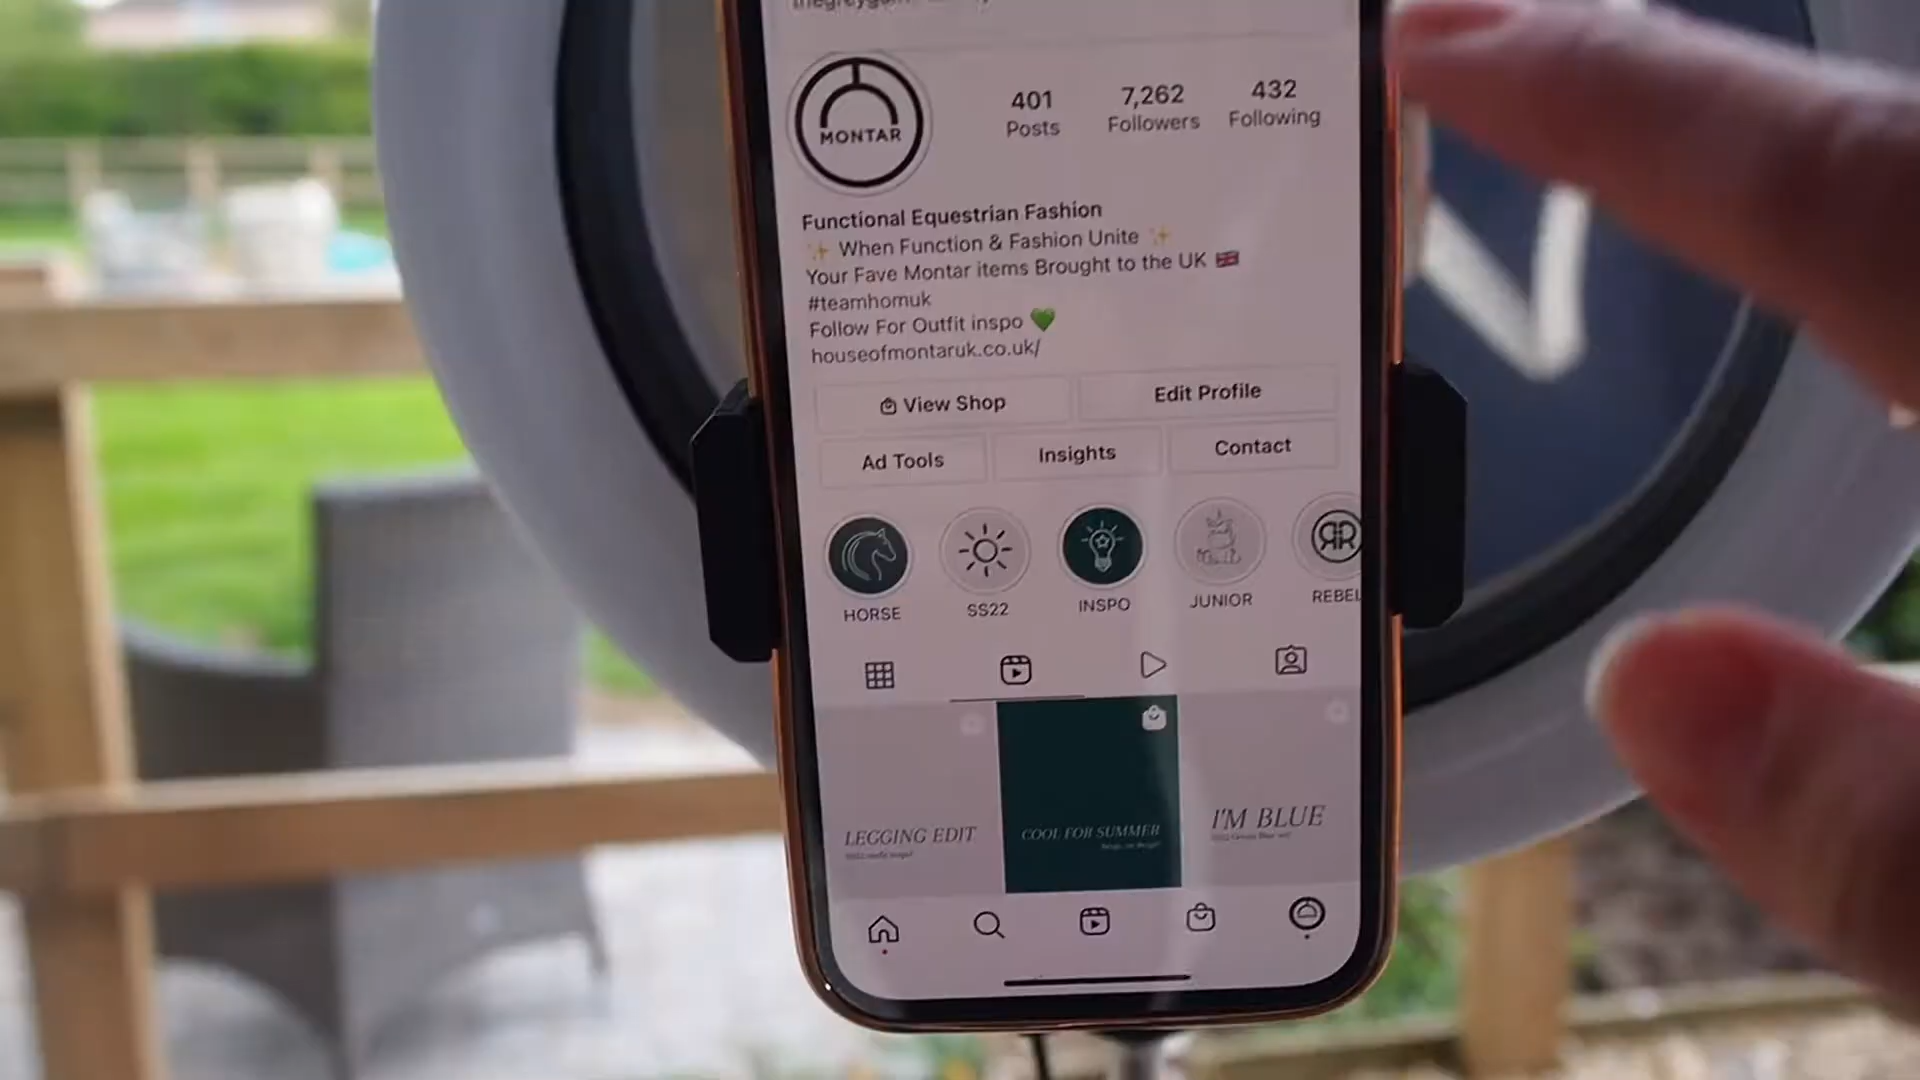 MONTAR
401
Posts
7,262
Followers
432
Following
Functional Equestrian Fashion
✨ When Function & Fashion Unite ✨
Your Fave Montar items Brought to the UK 🇬🇧
#teamhomuk
Follow For Outfit inspo 💚
houseofmontaruk.co.uk/
View Shop
Edit Profile
Ad Tools
Insights
Contact
HORSE
SS22
INSPO
JUNIOR
REBEL
LEGGING EDIT
COOL FOR SUMMER
I'M BLUE